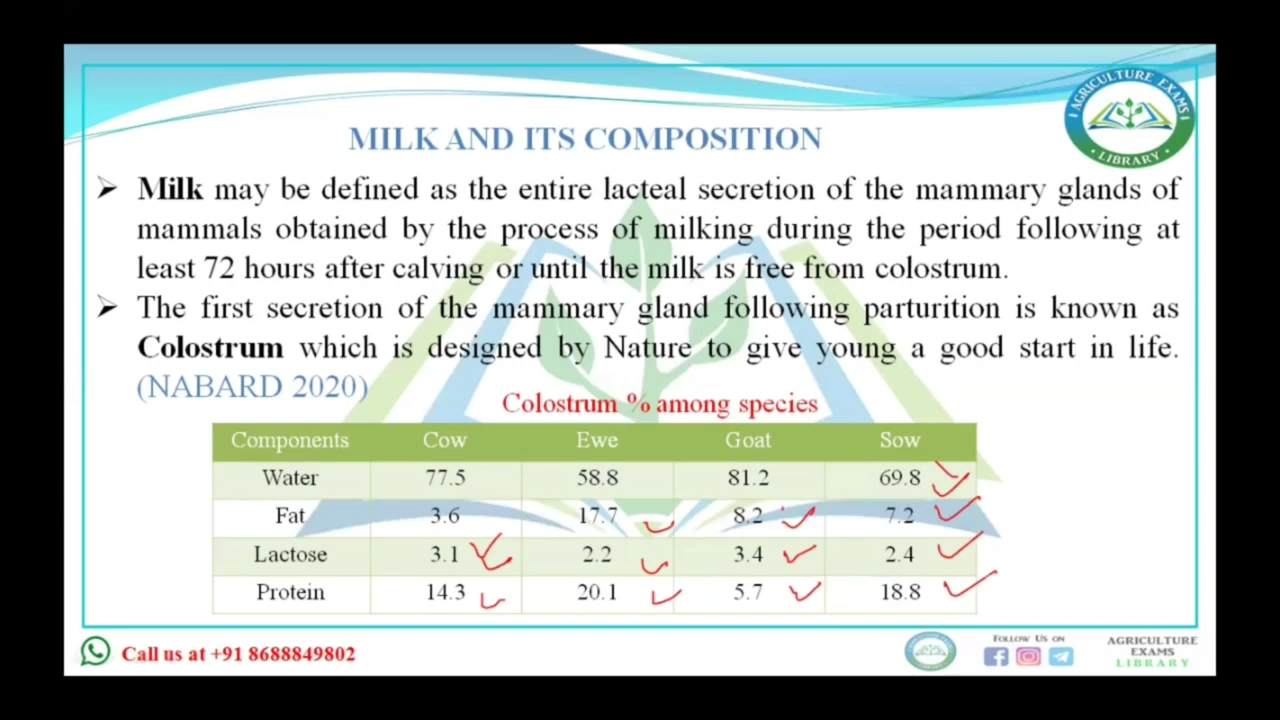 AGRICULTURE EXAMS
LIBRARY
MILK AND ITS COMPOSITION
➢ Milk may be defined as the entire lacteal secretion of the mammary glands of
mammals obtained by the process of milking during the period following at
least 72 hours after calving or until the milk is free from colostrum.
➢ The first secretion of the mammary gland following parturition is known as
Colostrum which is designed by Nature to give young a good start in life.
(NABARD 2020)
Colostrum % among species
Components Cow Ewe Goat Sow
Water 77.5 58.8 81.2 69.8
Fat 3.6 17.7 8.2 7.2
Lactose 3.1 2.2 3.4 2.4
Protein 14.3 20.1 5.7 18.8
Call us at +91 8688849802
FOLLOW US ON
AGRICULTURE
EXAMS
LIBRARY